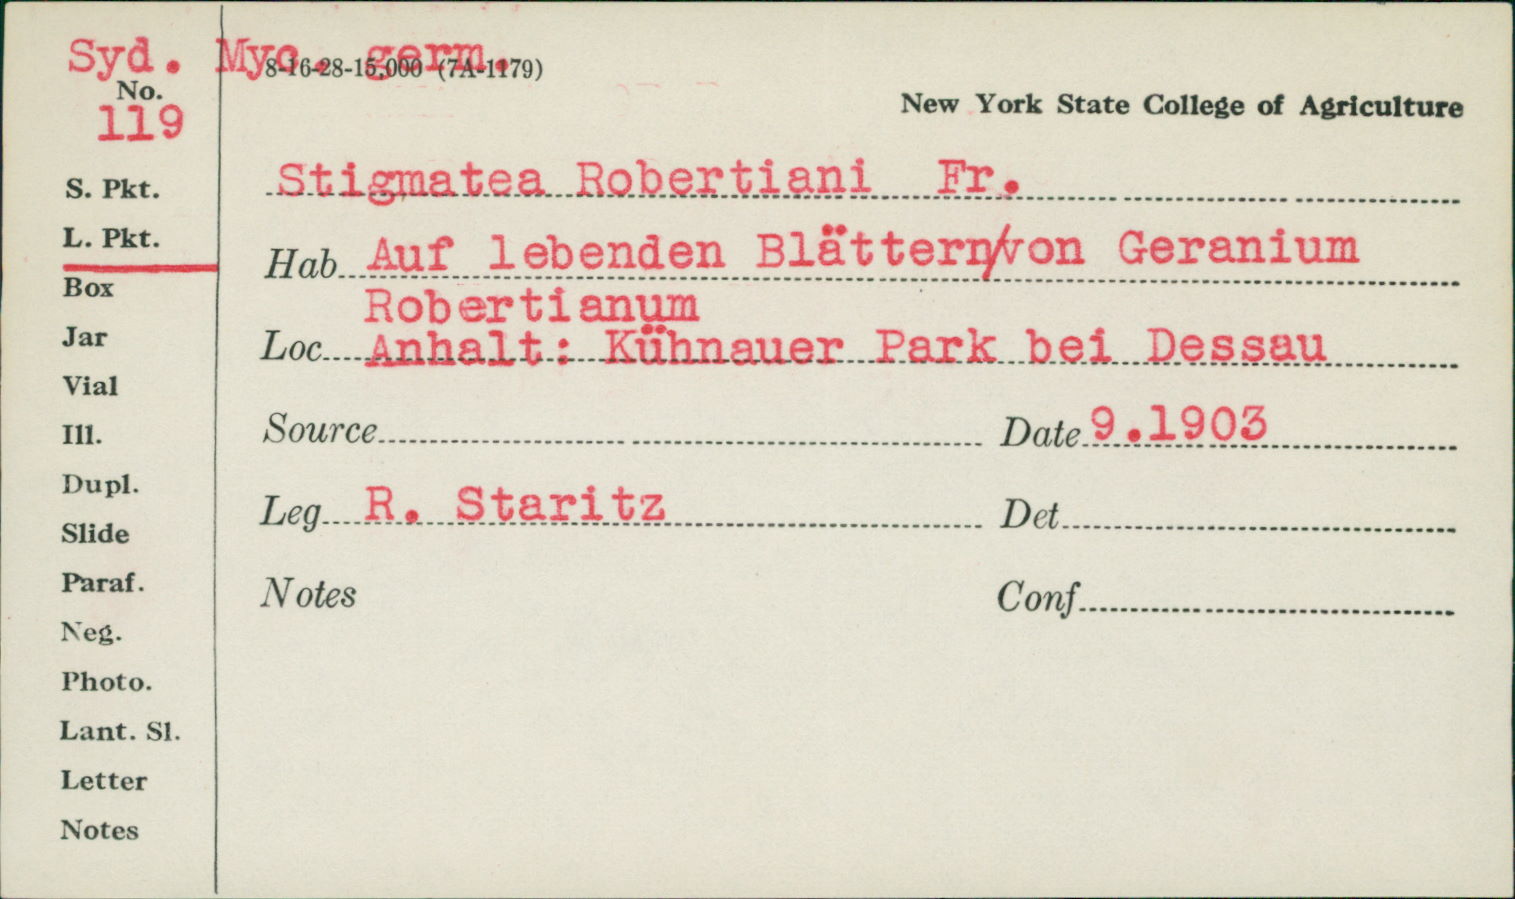 Syd. Myc. germ.
8-16-28-15,000 (7A-1179)
No.
119
New York State College of Agriculture
S. Pkt.
Stigmatea Robertiani Fr.
L. Pkt.
Hab. Auf lebenden Blättern/von Geranium
Robertianum
Box
Jar
Loc. Anhalt: Kühnauer Park bei Dessau
Vial
Ill.
Source
Date 9.1903
Dupl.
Leg. R. Staritz
Det.
Slide
Paraf.
Notes
Conf.
Neg.
Photo.
Lant. Sl.
Letter
Notes